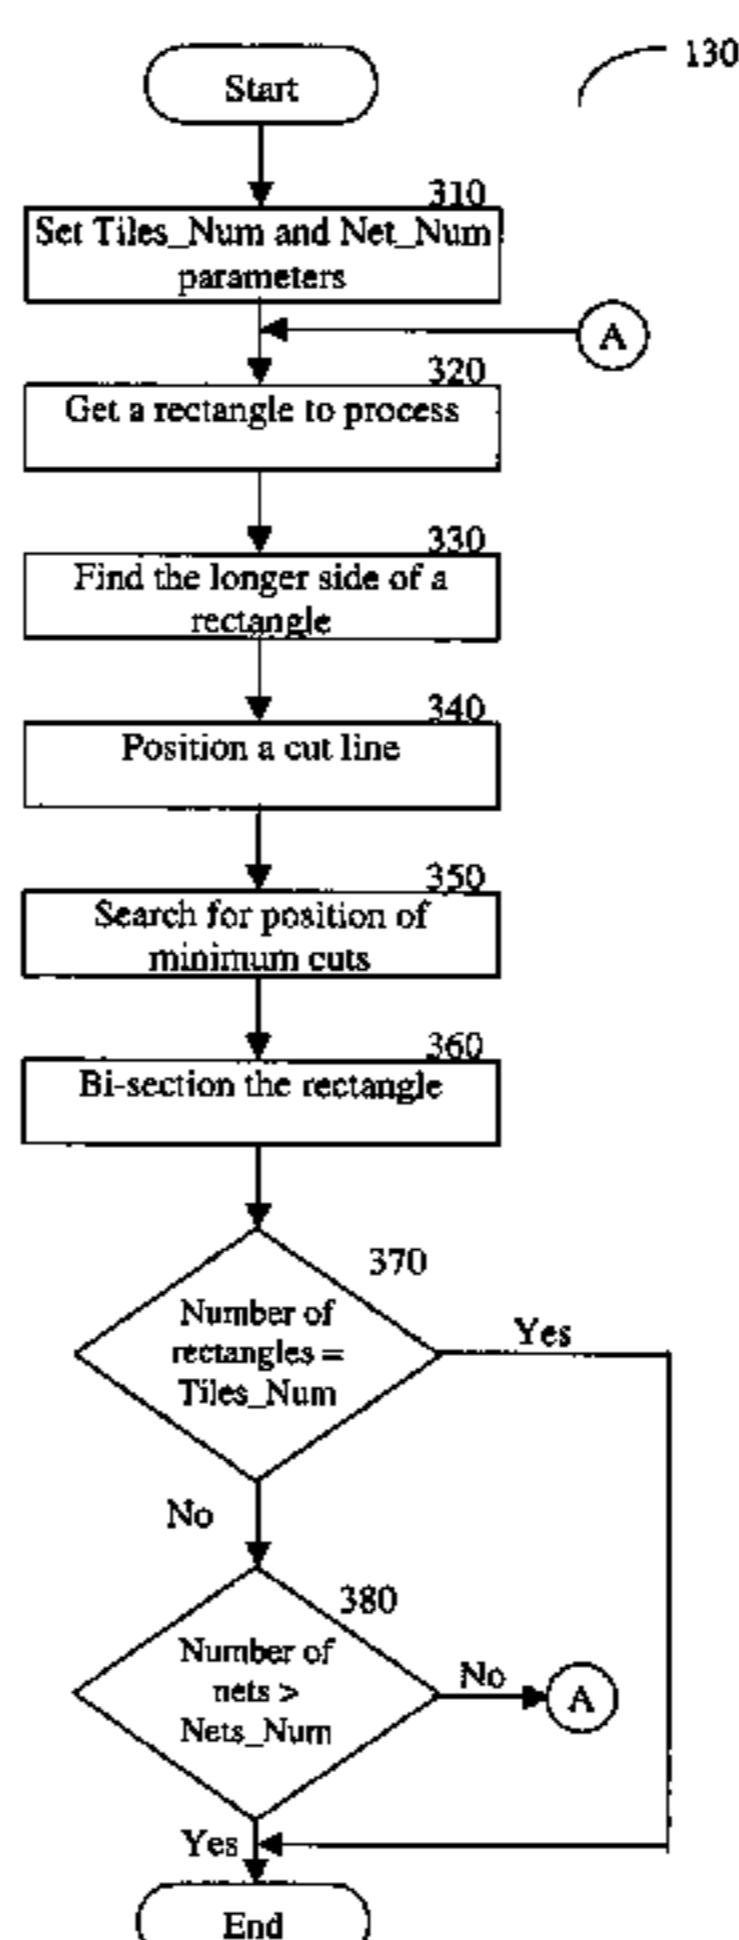 130
Start
310
Set Tiles_Num and Net_Num
parameters
A
320
Get a rectangle to process
330
Find the longer side of a
rectangle
340
Position a cut line
350
Search for position of
minimum cuts
360
Bi-section the rectangle
370
Number of
rectangles =
Tiles_Num
Yes
No
380
Number of
nets >
Nets_Num
No
A
Yes
End